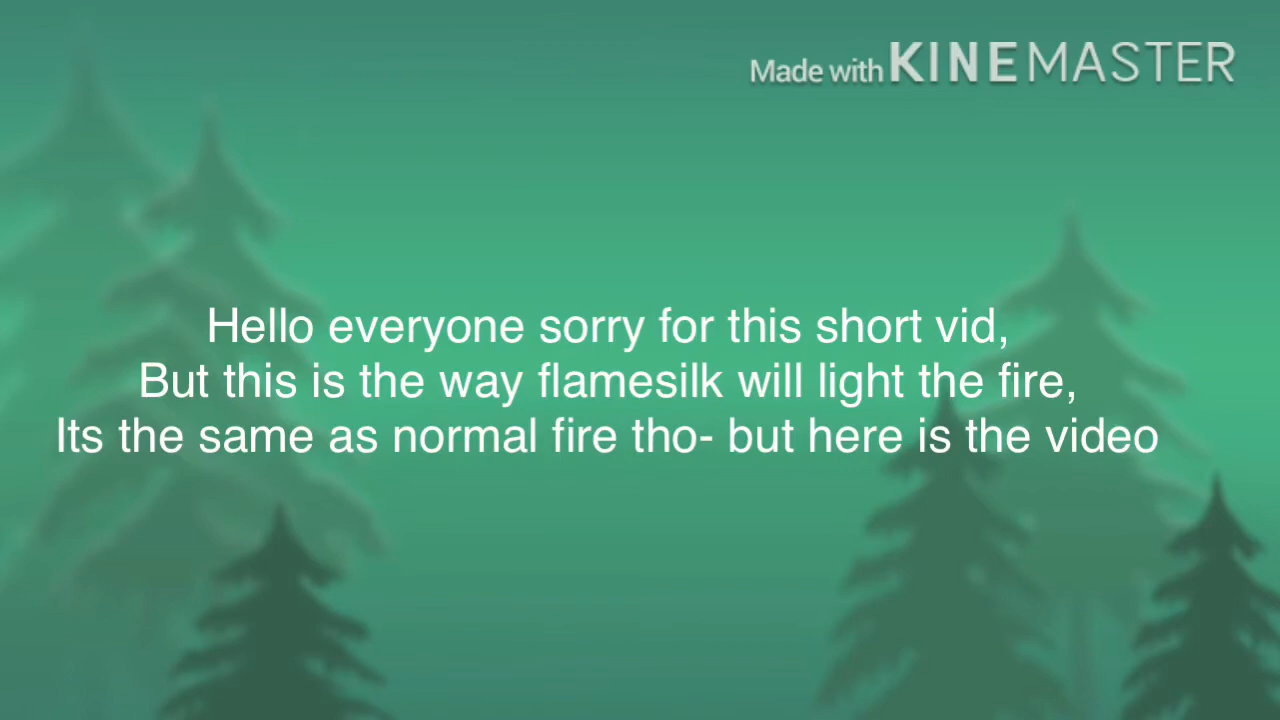 Made with KINEMASTER
Hello everyone sorry for this short vid,
But this is the way flamesilk will light the fire,
Its the same as normal fire tho- but here is the video